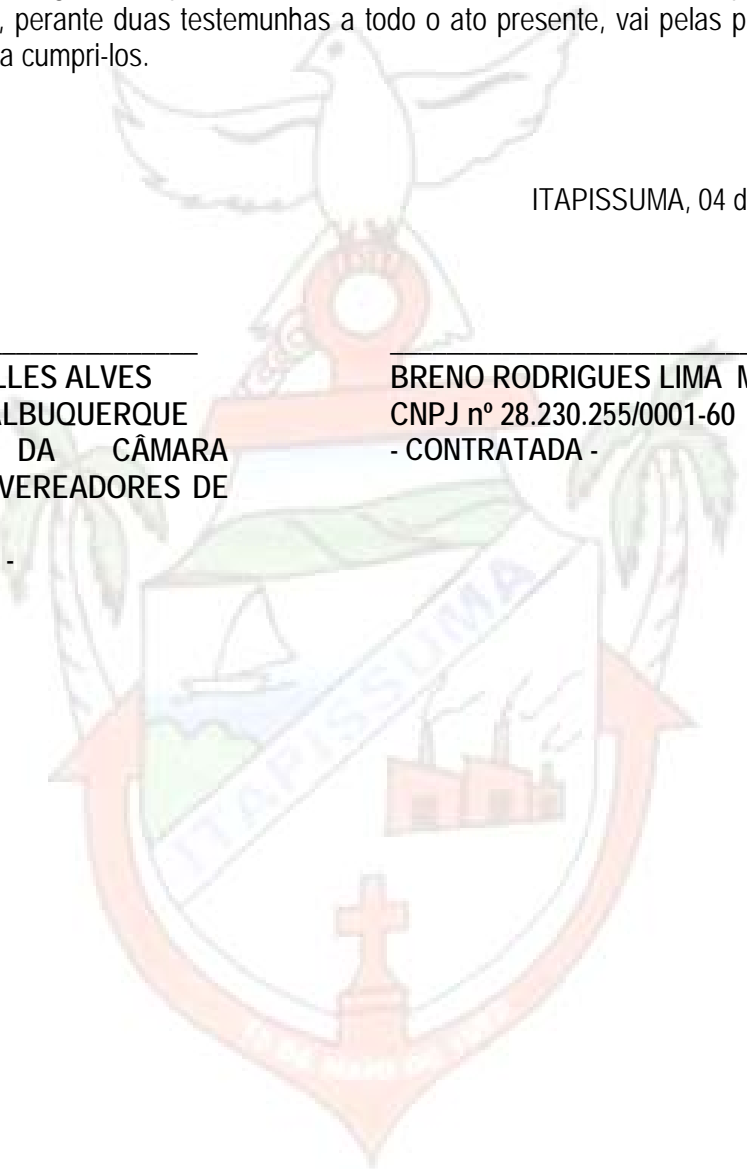 , perante duas testemunhas a todo o ato presente, vai pelas
a cumpri-los.
ITAPISSUMA, 04
ALVES
ALBUQUERQUE
DA CÂMARA
VEREADORES DE
-
BRENO RODRIGUES LIMA
CNPJ nº 28.230.255/0001-60
- CONTRATADA -
ITAPISSUMA